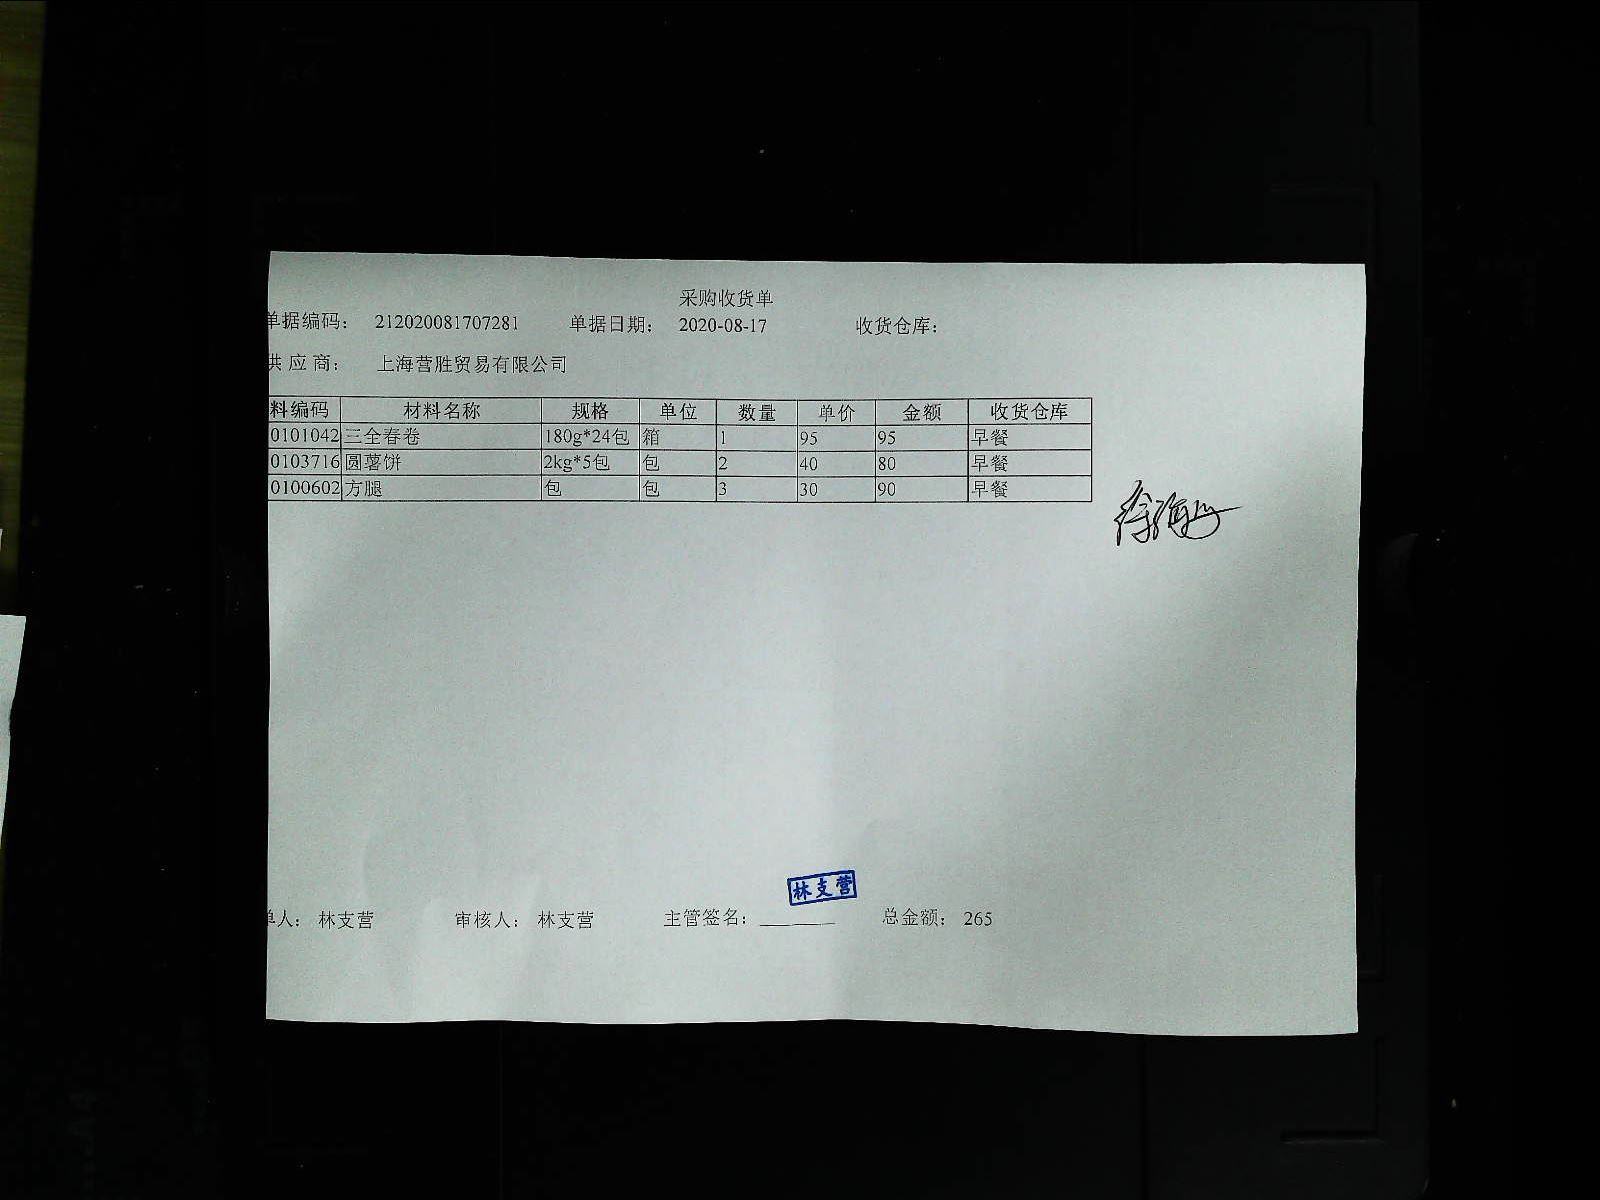 采购收货单
单据编码： 212020081707281 单据日期： 2020-08-17 收货仓库：
供 应 商： 上海营胜贸易有限公司
料编码 材料名称 规格 单位 数量 单价 金额 收货仓库
0101042 三全春卷 180g*24包 箱 1 95 95 早餐
0103716 圆薯饼 2kg*5包 包 2 40 80 早餐
0100602 方腿 包 包 3 30 90 早餐
林支营
单人： 林支营 审核人： 林支营 主管签名： 总金额： 265